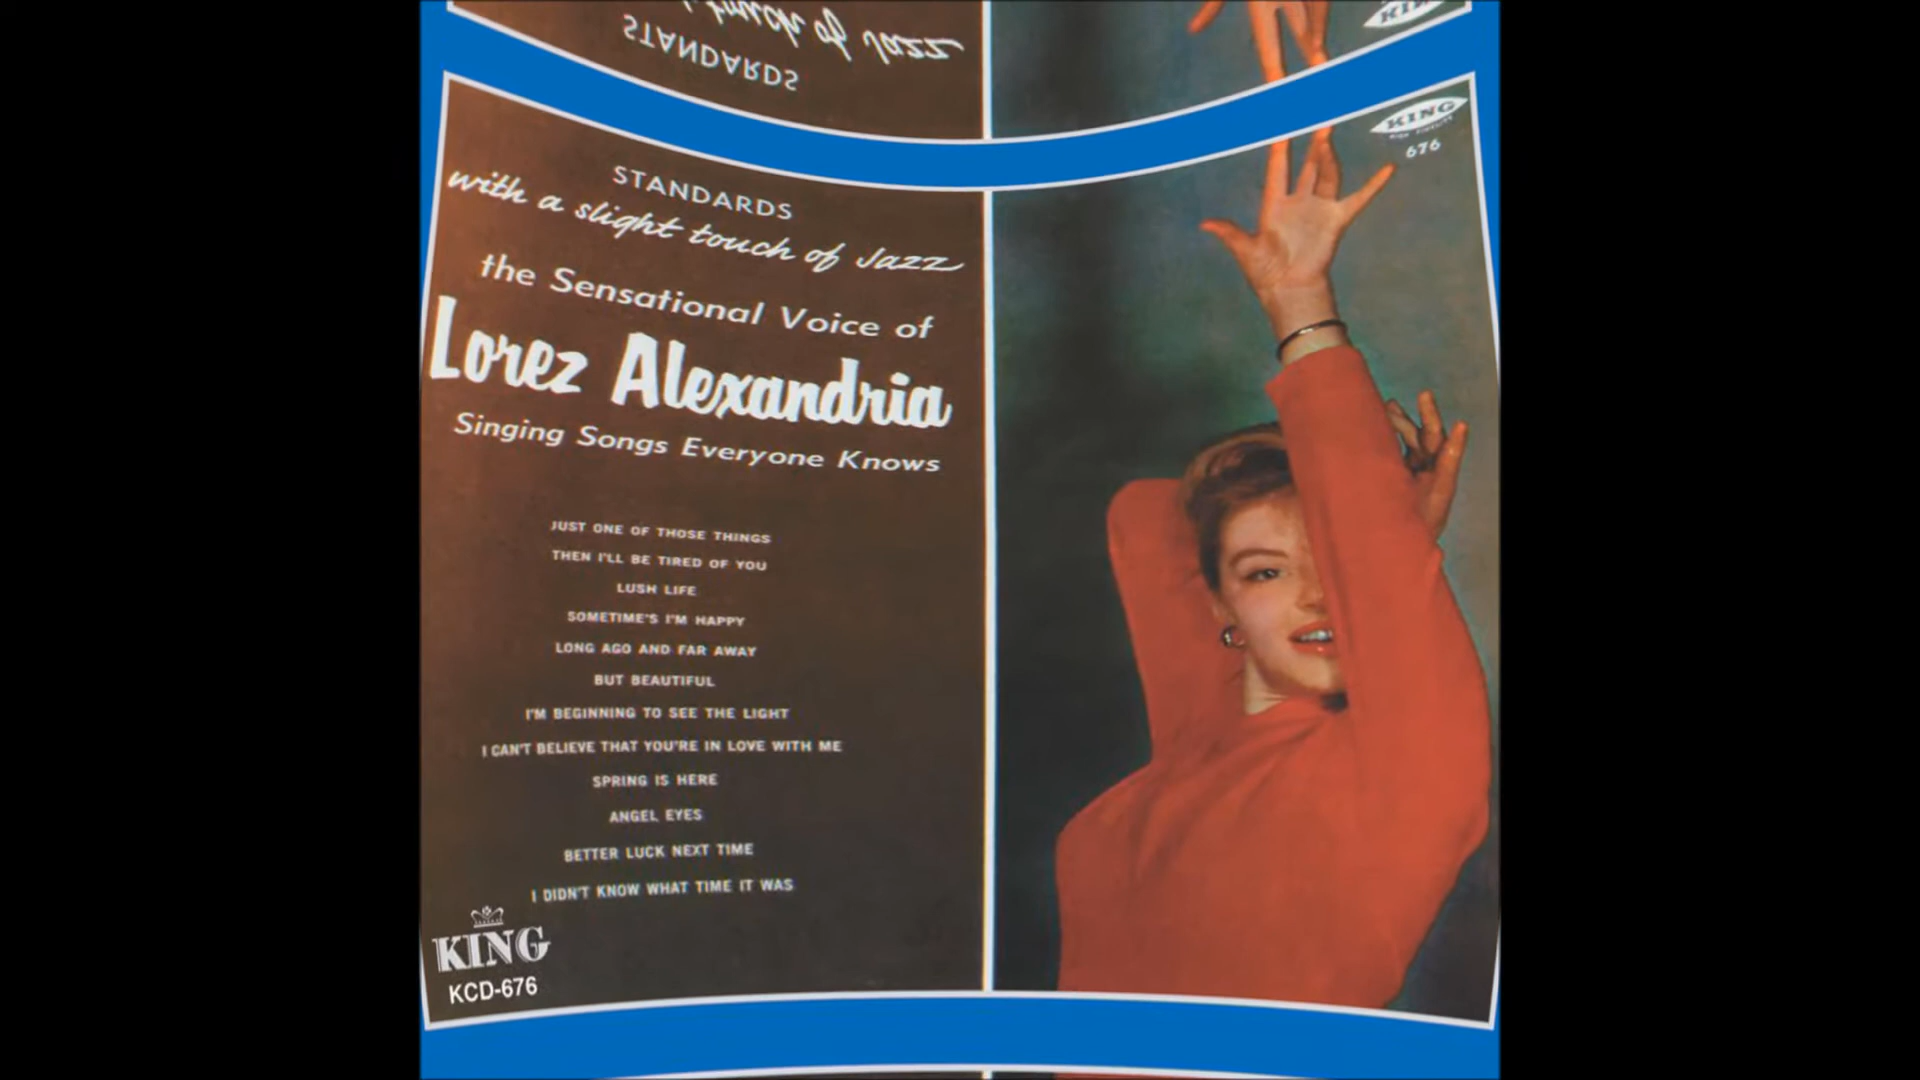 touch of Jazz
STANDARDS
KING
676
STANDARDS
with a slight touch of Jazz
the Sensational Voice of
Lorez Alexandria
Singing Songs Everyone Knows
JUST ONE OF THOSE THINGS
THEN I'LL BE TIRED OF YOU
LUSH LIFE
SOMETIME'S I'M HAPPY
LONG AGO AND FAR AWAY
BUT BEAUTIFUL
I'M BEGINNING TO SEE THE LIGHT
I CAN'T BELIEVE THAT YOU'RE IN LOVE WITH ME
SPRING IS HERE
ANGEL EYES
BETTER LUCK NEXT TIME
I DIDN'T KNOW WHAT TIME IT WAS
KING
KCD-676